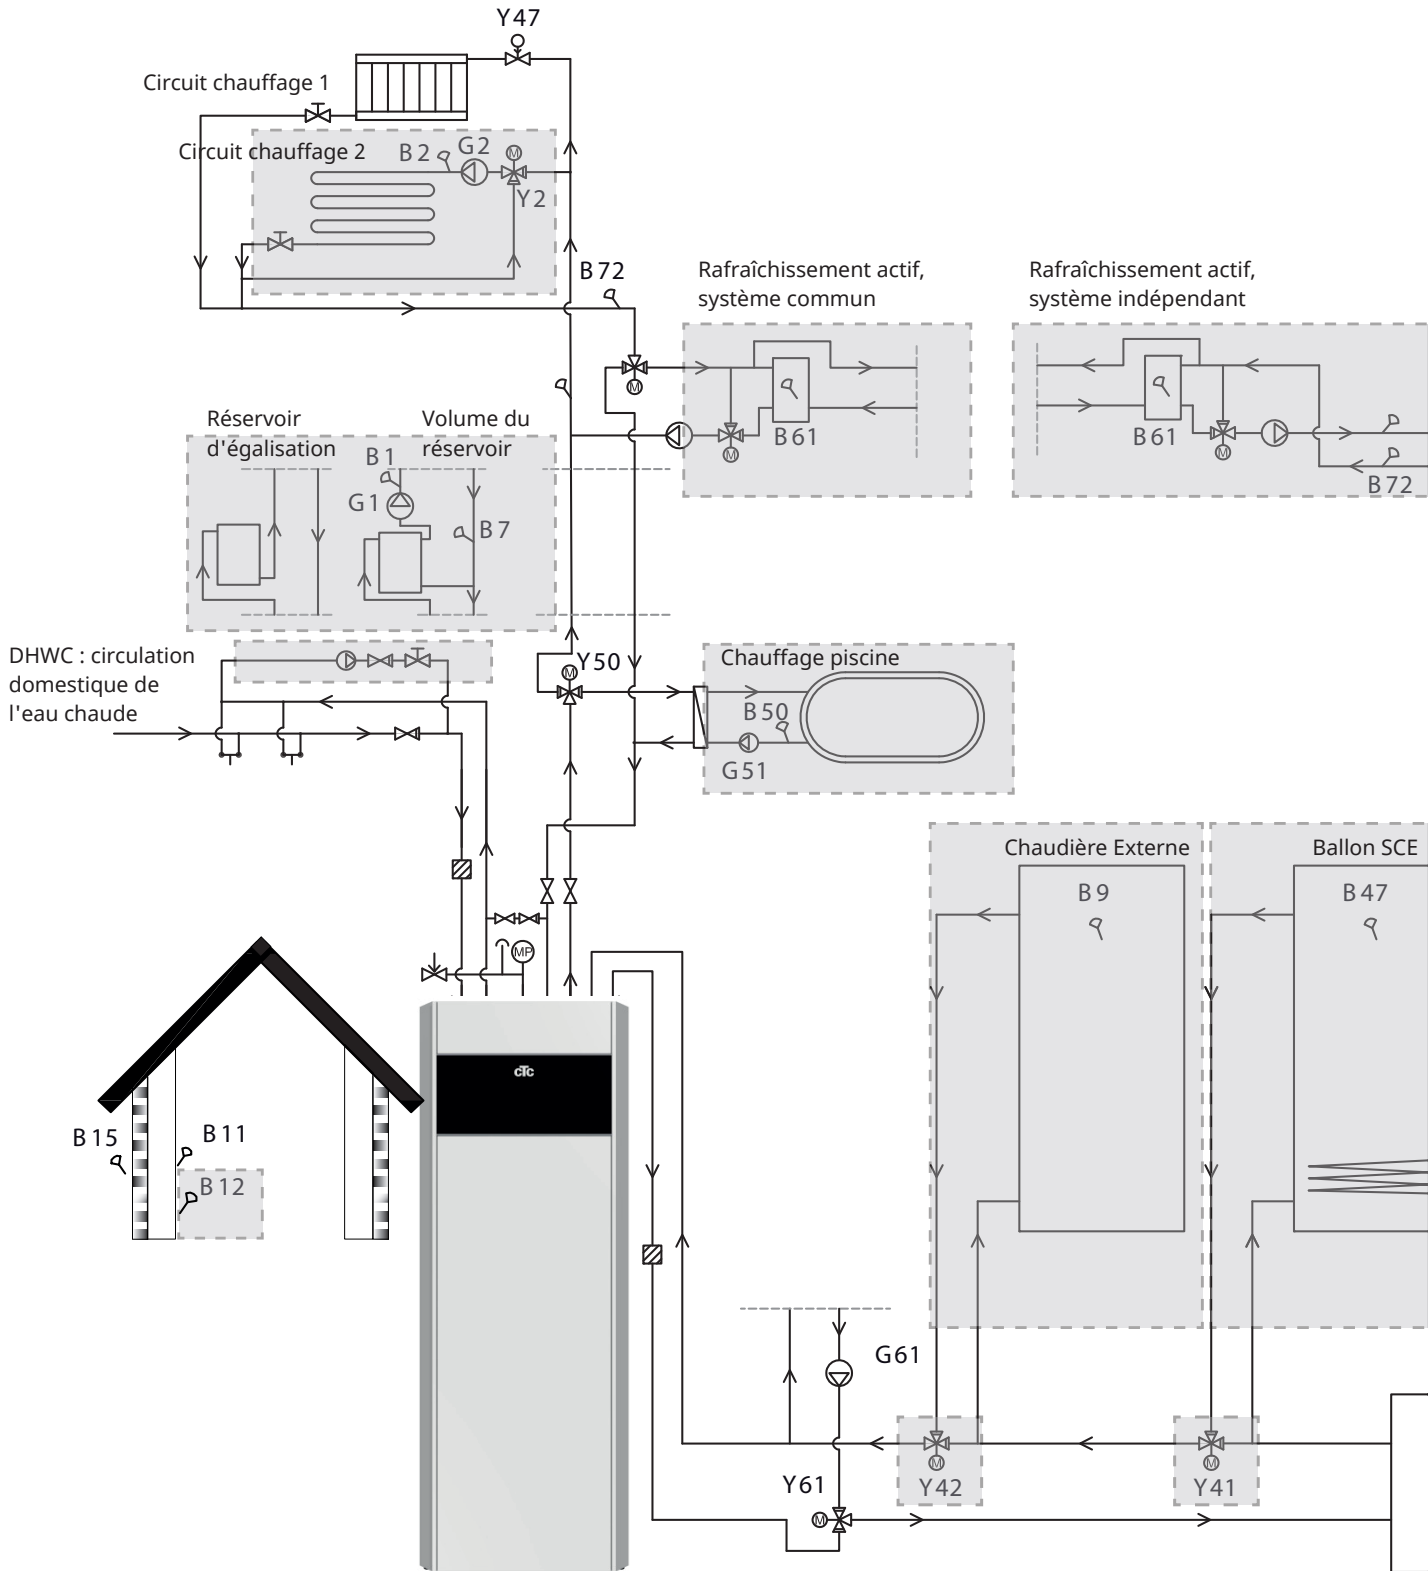 Y47
Circuit chauffage 1
Circuit chauffage 2
B2
G2
Y2
B72
Rafraîchissement actif,
système commun
Rafraîchissement actif,
système indépendant
B61
B61
B72
Réservoir
d'égalisation
Volume du
réservoir
B1
G1
B7
DHWC : circulation
domestique de
l'eau chaude
Y50
Chauffage piscine
B50
G51
Chaudière Externe
B9
Ballon SCE
B47
MP
cTc
B15
B11
B12
G61
Y42
Y41
Y61
M
M
M
M
M
M
M
M